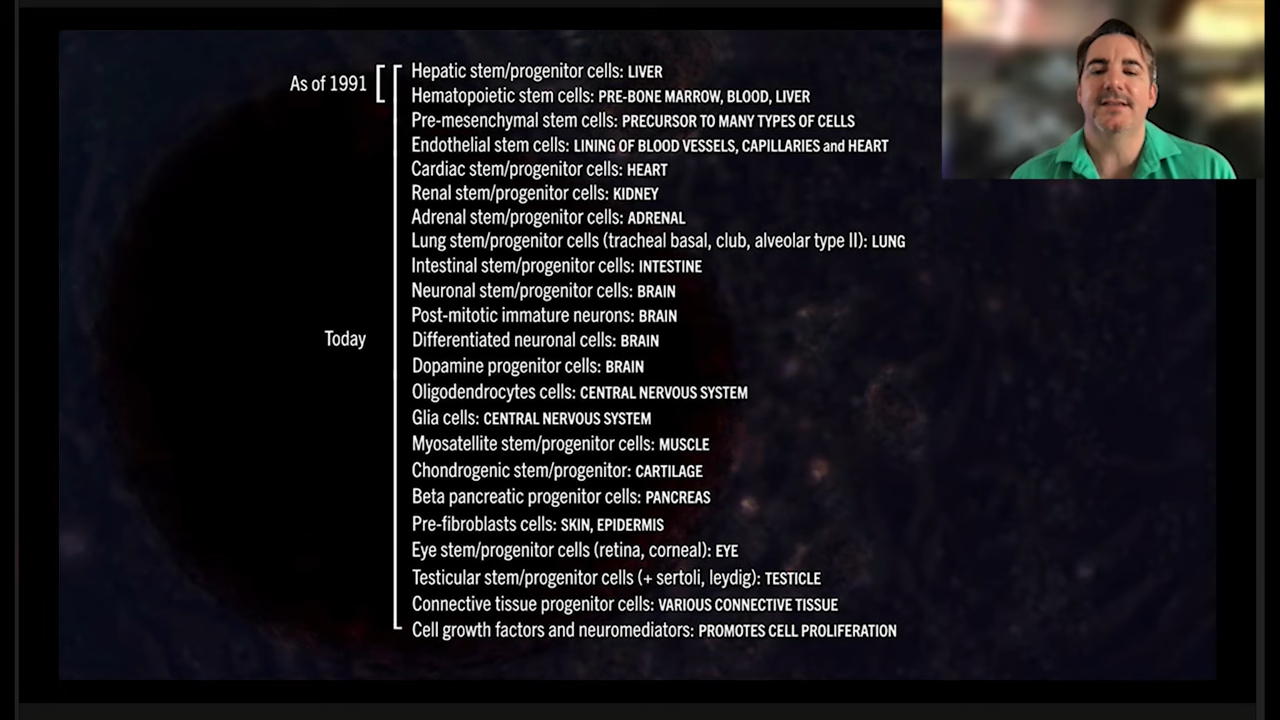 As of 1991
Hepatic stem/progenitor cells: LIVER
Hematopoietic stem cells: PRE-BONE MARROW, BLOOD, LIVER
Pre-mesenchymal stem cells: PRECURSOR TO MANY TYPES OF CELLS
Endothelial stem cells: LINING OF BLOOD VESSELS, CAPILLARIES and HEART
Cardiac stem/progenitor cells: HEART
Renal stem/progenitor cells: KIDNEY
Adrenal stem/progenitor cells: ADRENAL
Lung stem/progenitor cells (tracheal basal, club, alveolar type II): LUNG
Intestinal stem/progenitor cells: INTESTINE
Neuronal stem/progenitor cells: BRAIN
Post-mitotic immature neurons: BRAIN
Today
Differentiated neuronal cells: BRAIN
Dopamine progenitor cells: BRAIN
Oligodendrocytes cells: CENTRAL NERVOUS SYSTEM
Glia cells: CENTRAL NERVOUS SYSTEM
Myosatellite stem/progenitor cells: MUSCLE
Chondrogenic stem/progenitor: CARTILAGE
Beta pancreatic progenitor cells: PANCREAS
Pre-fibroblasts cells: SKIN, EPIDERMIS
Eye stem/progenitor cells (retina, corneal): EYE
Testicular stem/progenitor cells (+ sertoli, leydig): TESTICLE
Connective tissue progenitor cells: VARIOUS CONNECTIVE TISSUE
Cell growth factors and neuromediators: PROMOTES CELL PROLIFERATION